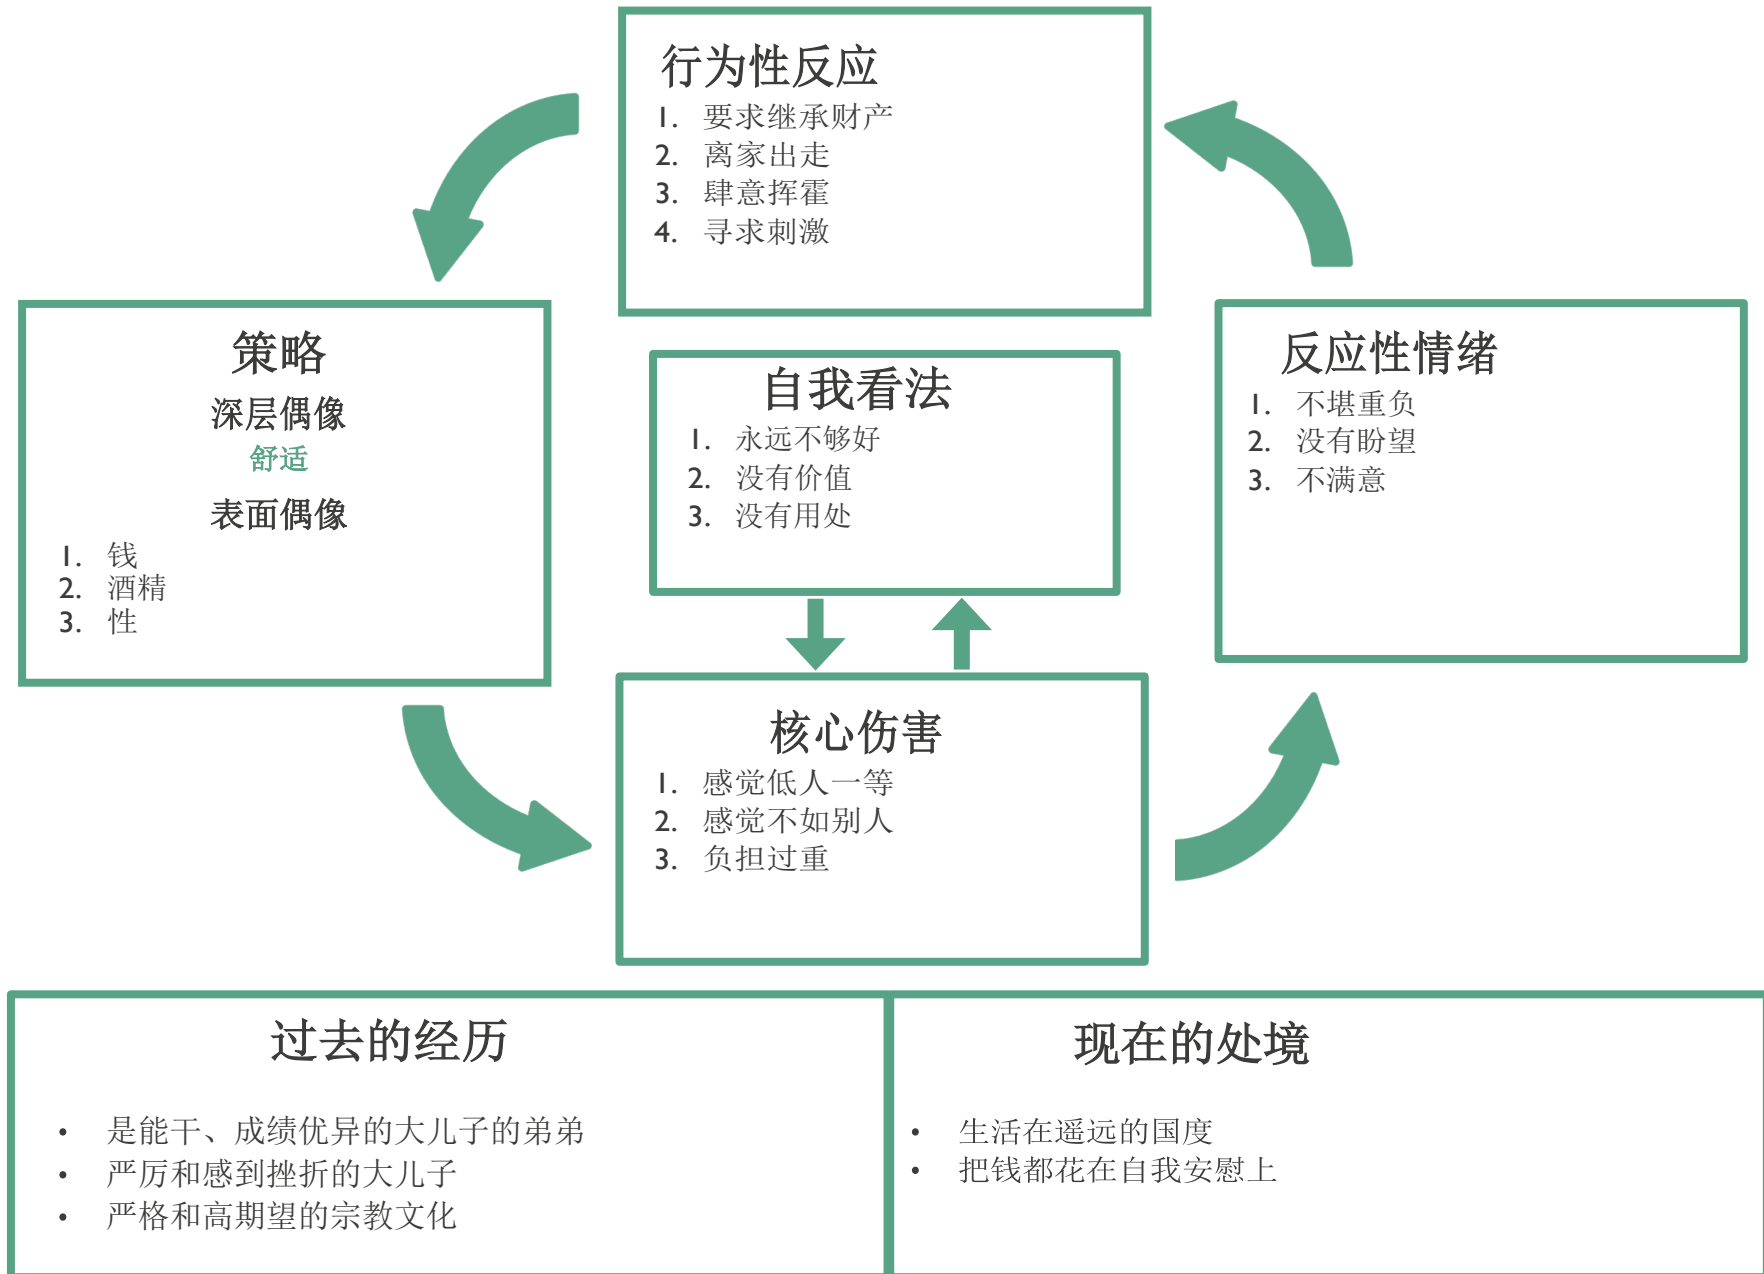 行为性反应
1. 要求继承财产
2. 离家出走
3. 肆意挥霍
4. 寻求刺激
策略
深层偶像
舒适
表面偶像
1. 钱
2. 酒精
3. 性
自我看法
1. 永远不够好
2. 没有价值
3. 没有用处
反应性情绪
1. 不堪重负
2. 没有盼望
3. 不满意
核心伤害
1. 感觉低人一等
2. 感觉不如别人
3. 负担过重
过去的经历
• 是能干、成绩优异的大儿子的弟弟
• 严厉和感到挫折的大儿子
• 严格和高期望的宗教文化
现在的处境
• 生活在遥远的国度
• 把钱都花在自我安慰上